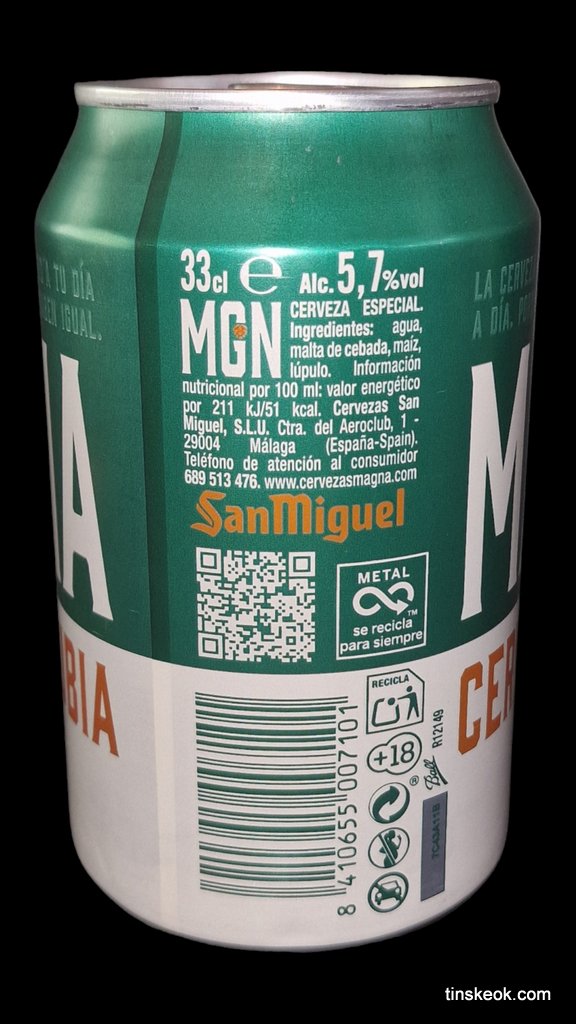 A TU DÍA
IGUAL.
LA CERVE
A DÍA. PO
33cl e Alc. 5,7%vol
MGN
CERVEZA ESPECIAL.
Ingredientes: agua,
malta de cebada, maíz,
lúpulo. Información
nutricional por 100 ml: valor energético
por 211 kJ/51 kcal. Cervezas San
Miguel, S.L.U. Ctra. del Aeroclub, 1 -
29004 Málaga (España-Spain).
Teléfono de atención al consumidor
689 513 476. www.cervezasmagna.com
SanMiguel
METAL
TM
se recicla
para siempre
A
M
BIA
CER
RECICLA
+18
Ball
®
R12149
8 410655 007101
tinskeok.com